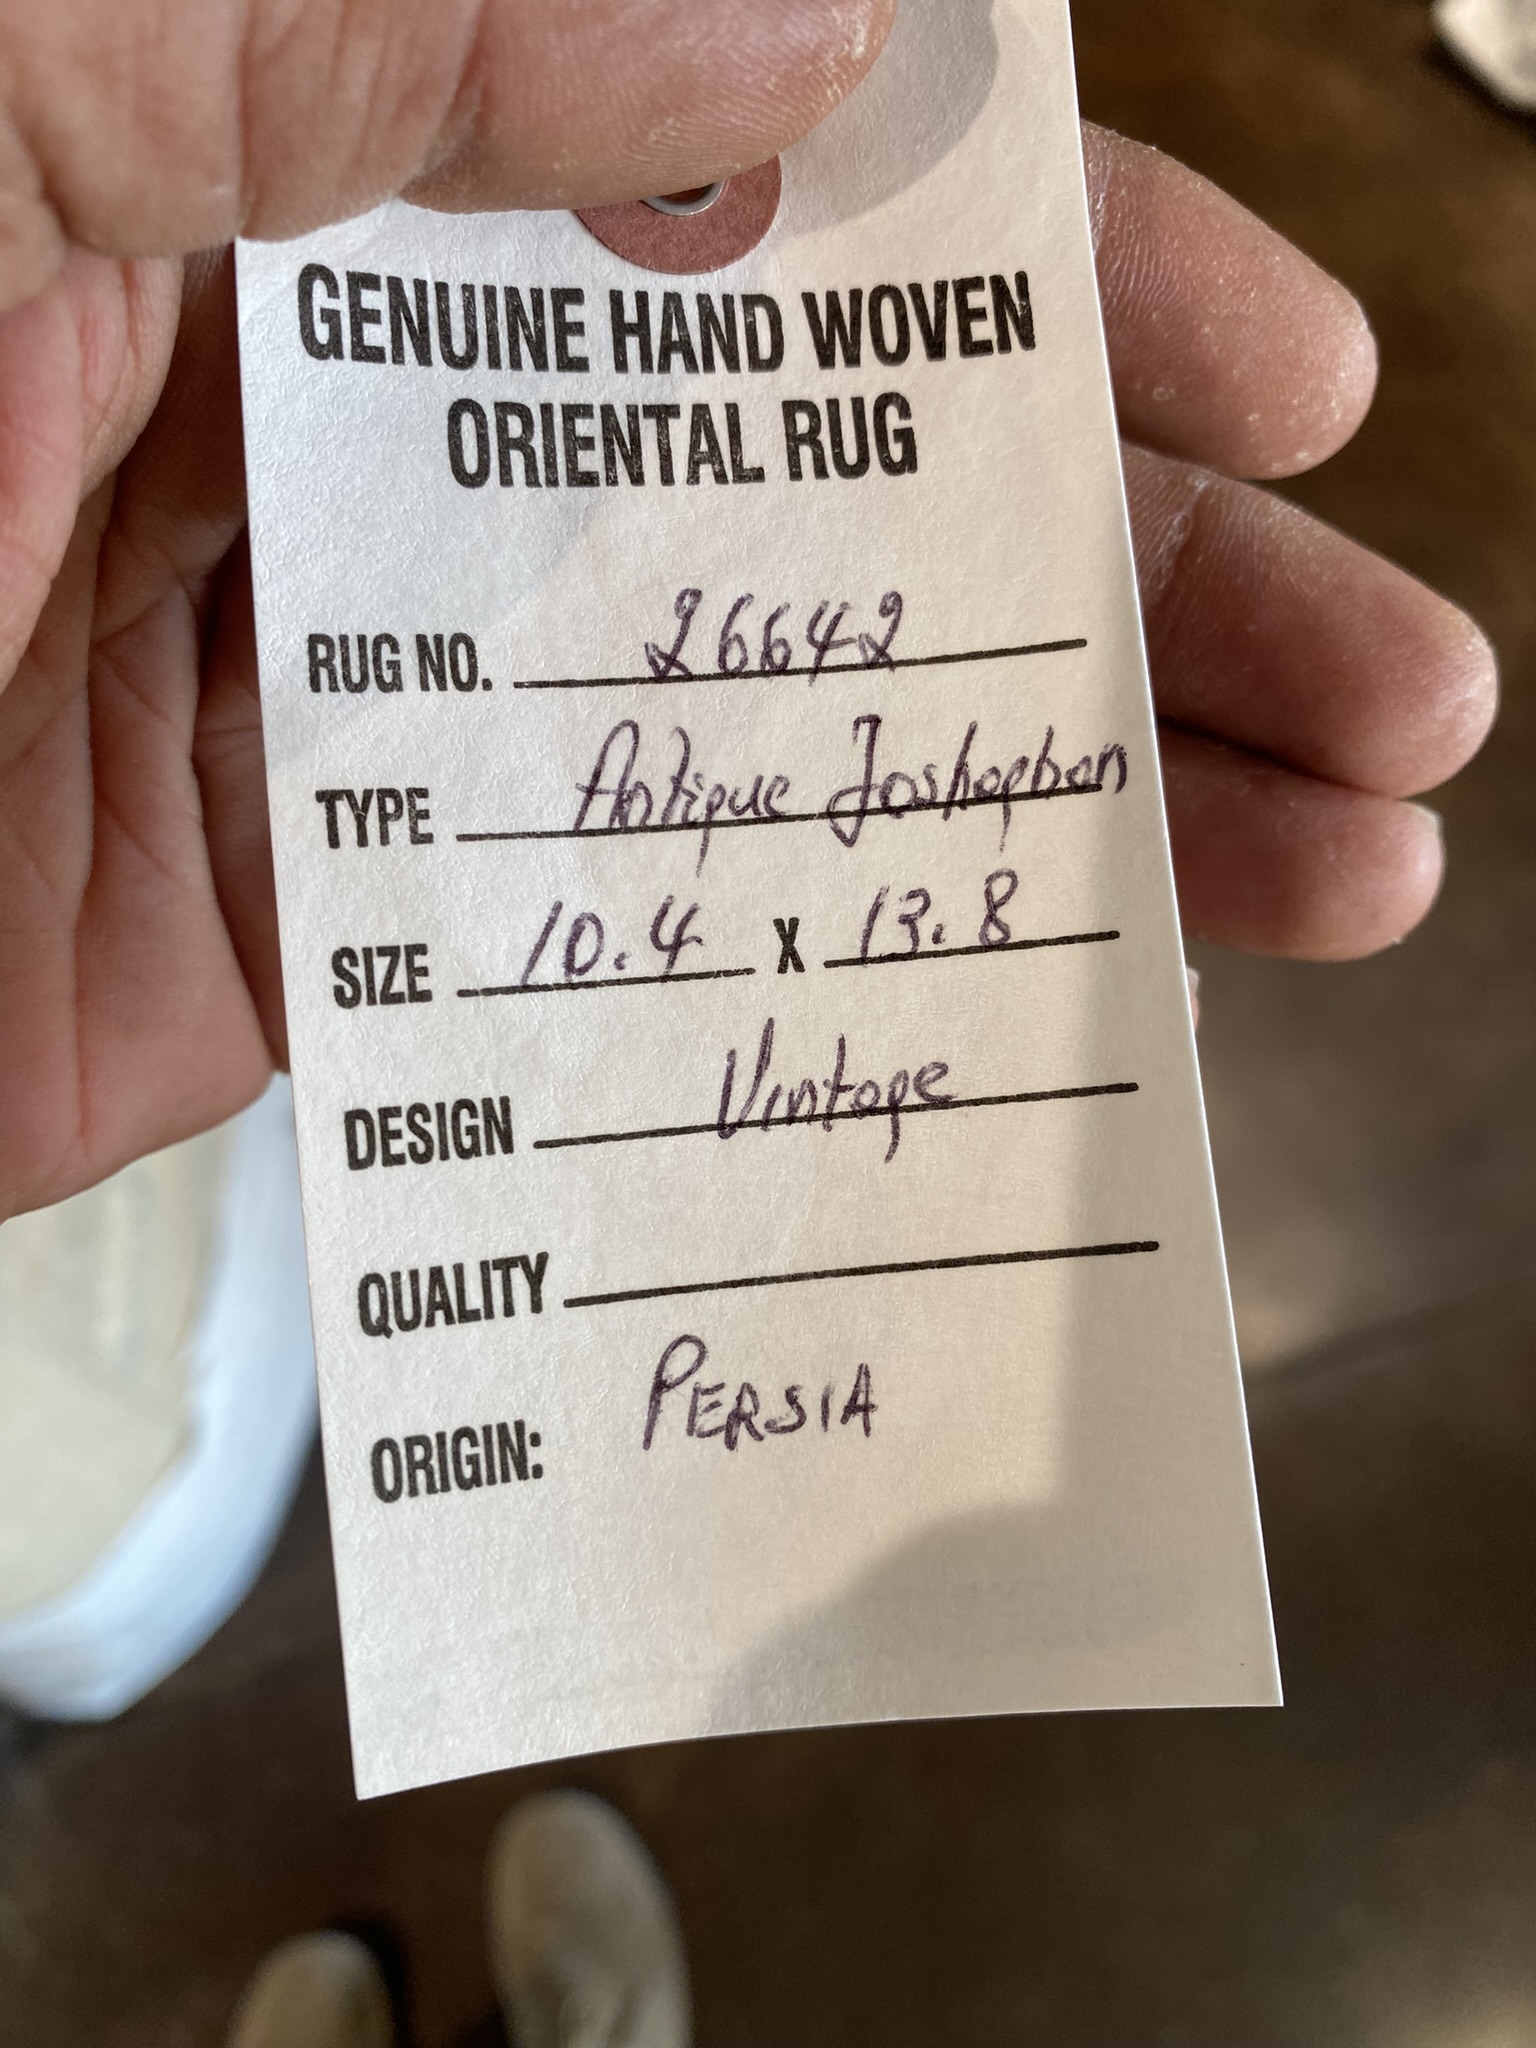 GENUINE HAND WOVEN
ORIENTAL RUG
RUG NO. 26642
TYPE Antique Joshegban
SIZE 10.4 X 13.8
DESIGN Vintage
QUALITY
ORIGIN: PERSIA